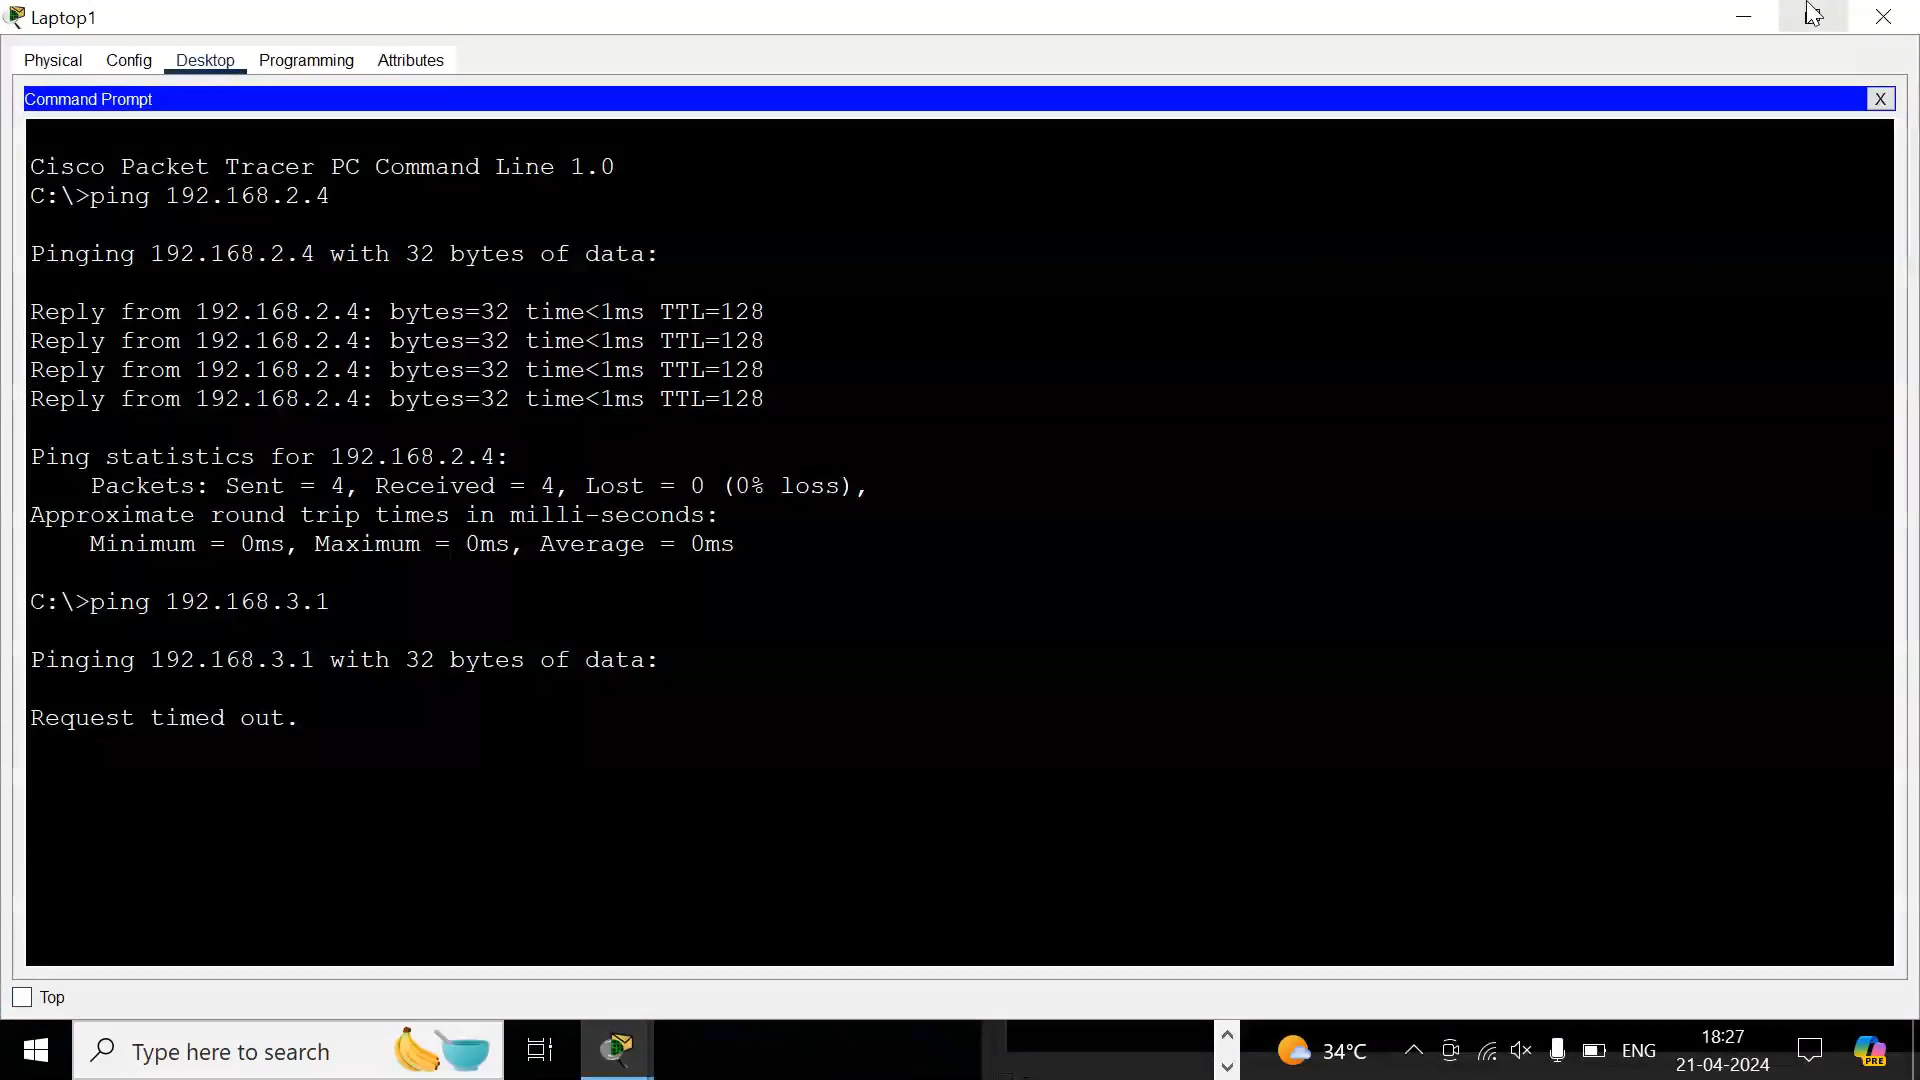 Laptop1
Physical Config Desktop Programming Attributes
Command Prompt X
Cisco Packet Tracer PC Command Line 1.0
C:\>ping 192.168.2.4
Pinging 192.168.2.4 with 32 bytes of data:
Reply from 192.168.2.4: bytes=32 time<1ms TTL=128
Reply from 192.168.2.4: bytes=32 time<1ms TTL=128
Reply from 192.168.2.4: bytes=32 time<1ms TTL=128
Reply from 192.168.2.4: bytes=32 time<1ms TTL=128
Ping statistics for 192.168.2.4:
Packets: Sent = 4, Received = 4, Lost = 0 (0% loss),
Approximate round trip times in milli-seconds:
Minimum = 0ms, Maximum = 0ms, Average = 0ms
C:\>ping 192.168.3.1
Pinging 192.168.3.1 with 32 bytes of data:
Request timed out.
Top
Type here to search 34°C ENG 18:27
21-04-2024
PRE